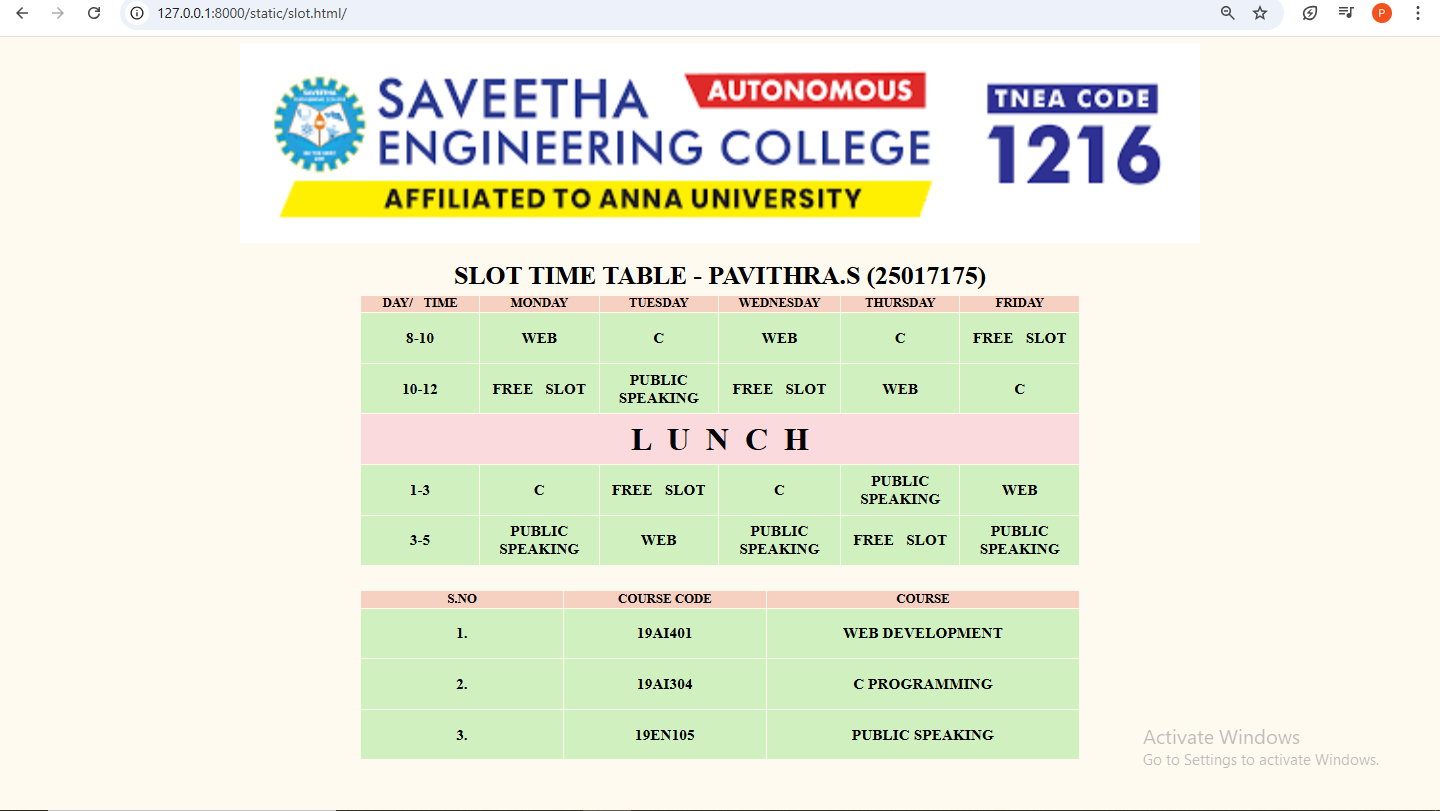 127.0.0.1:8000/static/slot.html/
P
SAVEETHA AUTONOMOUS
ENGINEERING COLLEGE
AFFILIATED TO ANNA UNIVERSITY
TNEA CODE
1216
SLOT TIME TABLE - PAVITHRA.S (25017175)
DAY/ TIME MONDAY TUESDAY WEDNESDAY THURSDAY FRIDAY
8-10 WEB C WEB C FREE SLOT
10-12 FREE SLOT PUBLIC SPEAKING FREE SLOT WEB C
L U N C H
1-3 C FREE SLOT C PUBLIC SPEAKING WEB
3-5 PUBLIC SPEAKING WEB PUBLIC SPEAKING FREE SLOT PUBLIC SPEAKING
S.NO COURSE CODE COURSE
1. 19AI401 WEB DEVELOPMENT
2. 19AI304 C PROGRAMMING
3. 19EN105 PUBLIC SPEAKING
Activate Windows
Go to Settings to activate Windows.